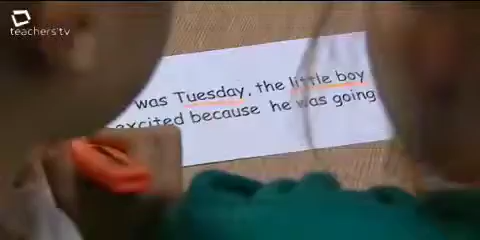 teachers'tv
was Tuesday, the little boy
excited because he was going